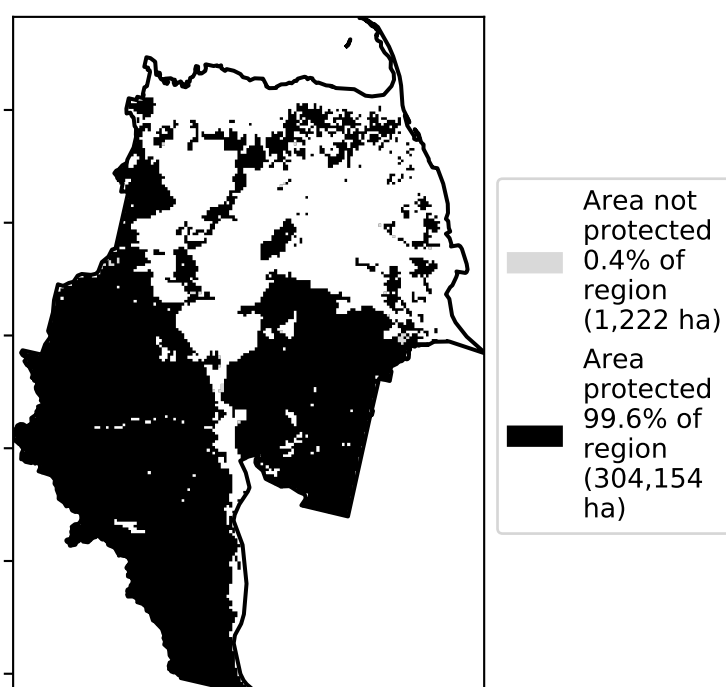 Area not
protected
0.4% of
region
(1,222 ha)
Area
protected
99.6% of
region
(304,154
ha)